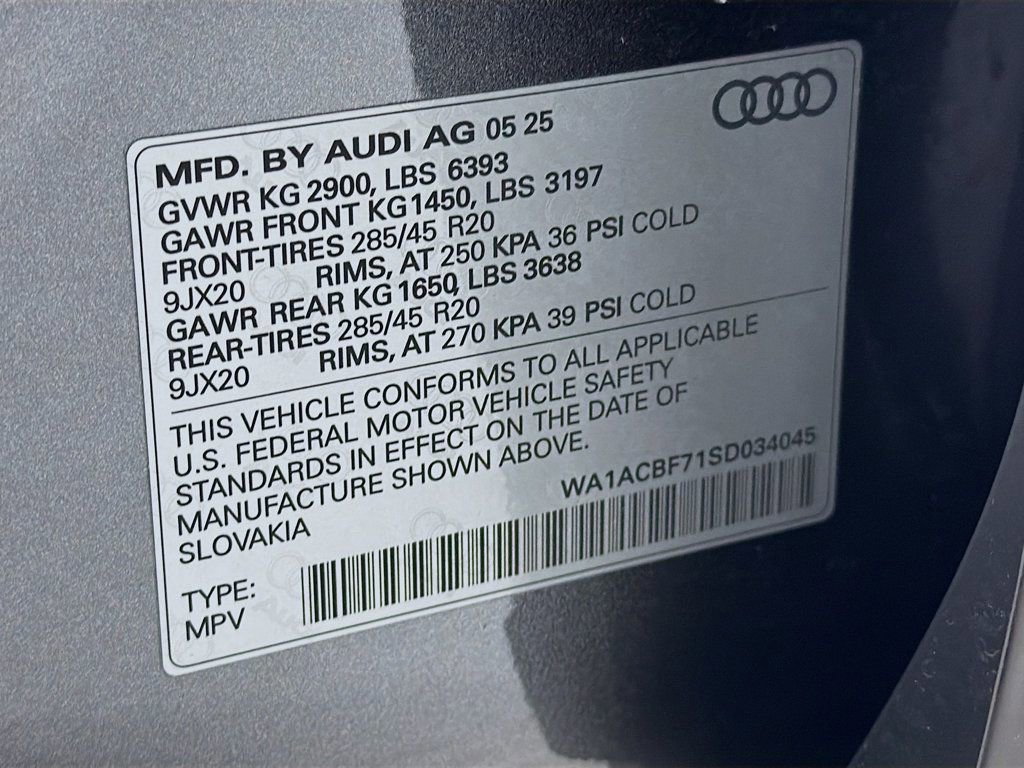 MFD. BY AUDI AG 05 25
GVWR KG 2900, LBS 6393
GAWR FRONT KG1450, LBS 3197
FRONT-TIRES 285/45 R20
9JX20 RIMS, AT 250 KPA 36 PSI COLD
GAWR REAR KG 1650, LBS 3638
REAR-TIRES 285/45 R20
9JX20 RIMS, AT 270 KPA 39 PSI COLD
THIS VEHICLE CONFORMS TO ALL APPLICABLE
U.S. FEDERAL MOTOR VEHICLE SAFETY
STANDARDS IN EFFECT ON THE DATE OF
MANUFACTURE SHOWN ABOVE.
SLOVAKIA
WA1ACBF71SD034045
TYPE:
MPV